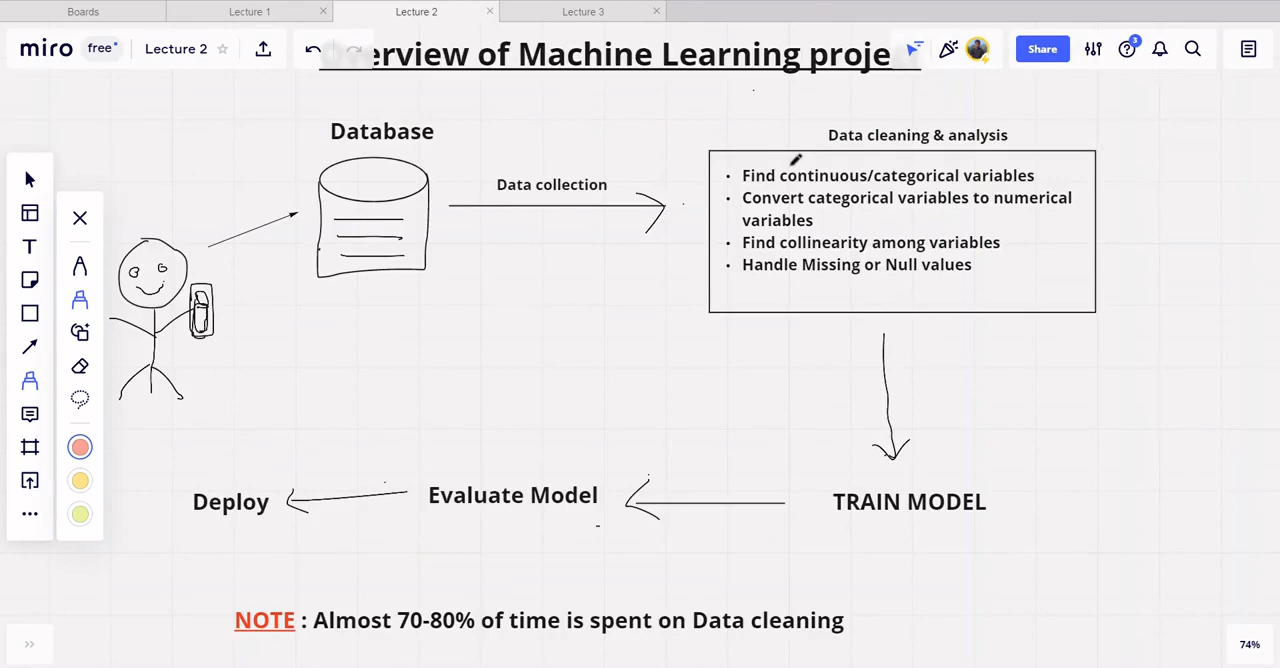 Boards
Lecture 1
Lecture 2
Lecture 3
miro
free
Lecture 2
erview of Machine Learning proje
Share
3
Database
Data cleaning & analysis
Data collection
· Find continuous/categorical variables
· Convert categorical variables to numerical
variables
· Find collinearity among variables
· Handle Missing or Null values
Deploy
Evaluate Model
TRAIN MODEL
NOTE : Almost 70-80% of time is spent on Data cleaning
74%